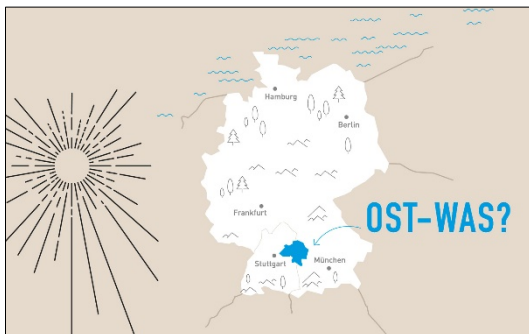 Hamburg
Berlin
Frankfurt
OST-WAS?
Stuttgart
München